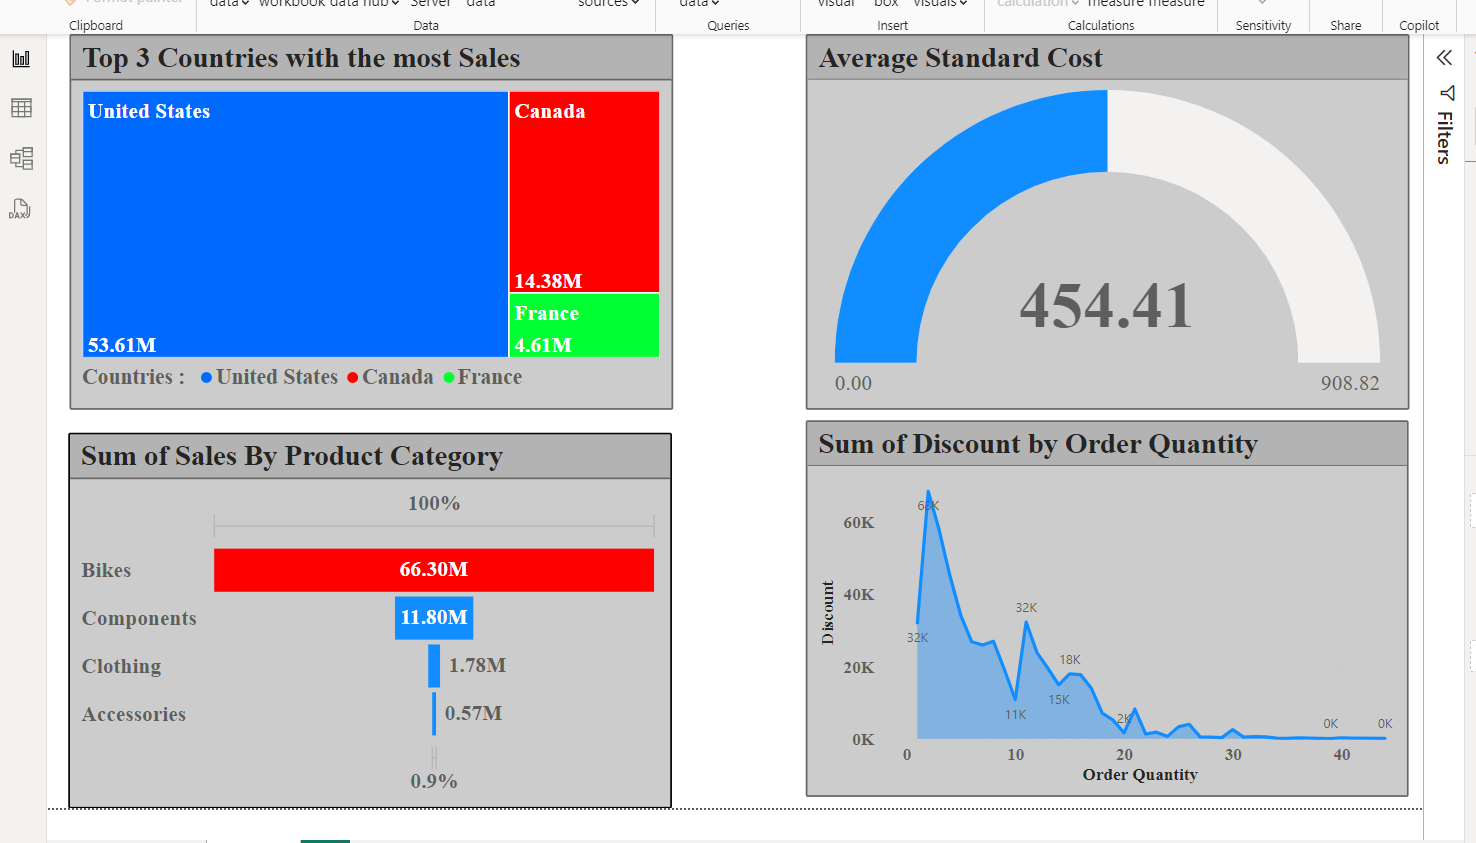 Format painter
data workbook data hub Server data sources data visual box visuals calculation measure measure
Clipboard Data Queries Insert Calculations Sensitivity Share Copilot
Top 3 Countries with the most Sales
United States
Canada
14.38M
France
53.61M
4.61M
Countries : United States Canada France
Average Standard Cost
454.41
0.00 908.82
Filters
DAX
Sum of Sales By Product Category
100%
Bikes 66.30M
Components 11.80M
Clothing 1.78M
Accessories 0.57M
0.9%
Sum of Discount by Order Quantity
60K
40K
20K
0K
Discount
32K
11K
32K
15K
18K
2K
0K
0K
0 10 20 30 40
Order Quantity